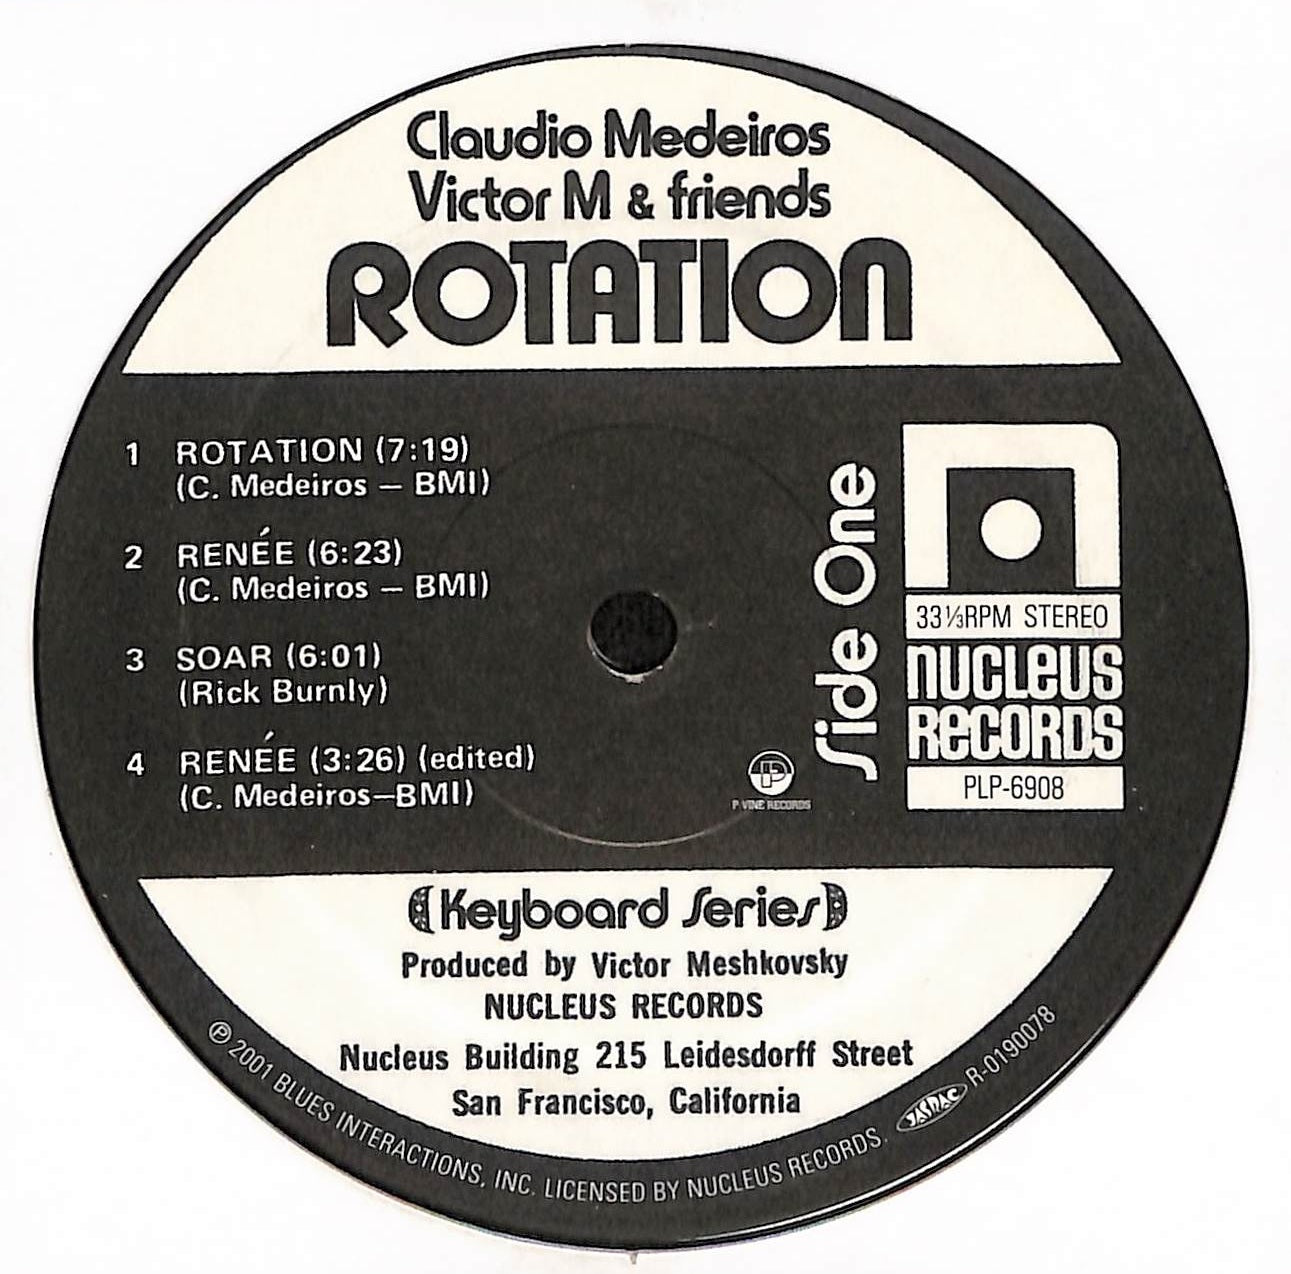 Claudio Medeiros
Victor M & friends
ROTATION
1 ROTATION (7:19)
(C. Medeiros – BMI)
2 RENÉE (6:23)
(C. Medeiros – BMI)
3 SOAR (6:01)
(Rick Burnly)
4 RENÉE (3:26) (edited)
(C. Medeiros—BMI)
P
P VINE RECORDS
Side One
33⅓RPM STEREO
NUCLEUS
RECORDS
PLP-6908
Keyboard Series
Produced by Victor Meshkovsky
NUCLEUS RECORDS
Nucleus Building 215 Leidesdorff Street
San Francisco, California
℗ 2001 BLUES INTERACTIONS, INC. LICENSED BY NUCLEUS RECORDS. JASRAC R-0190078